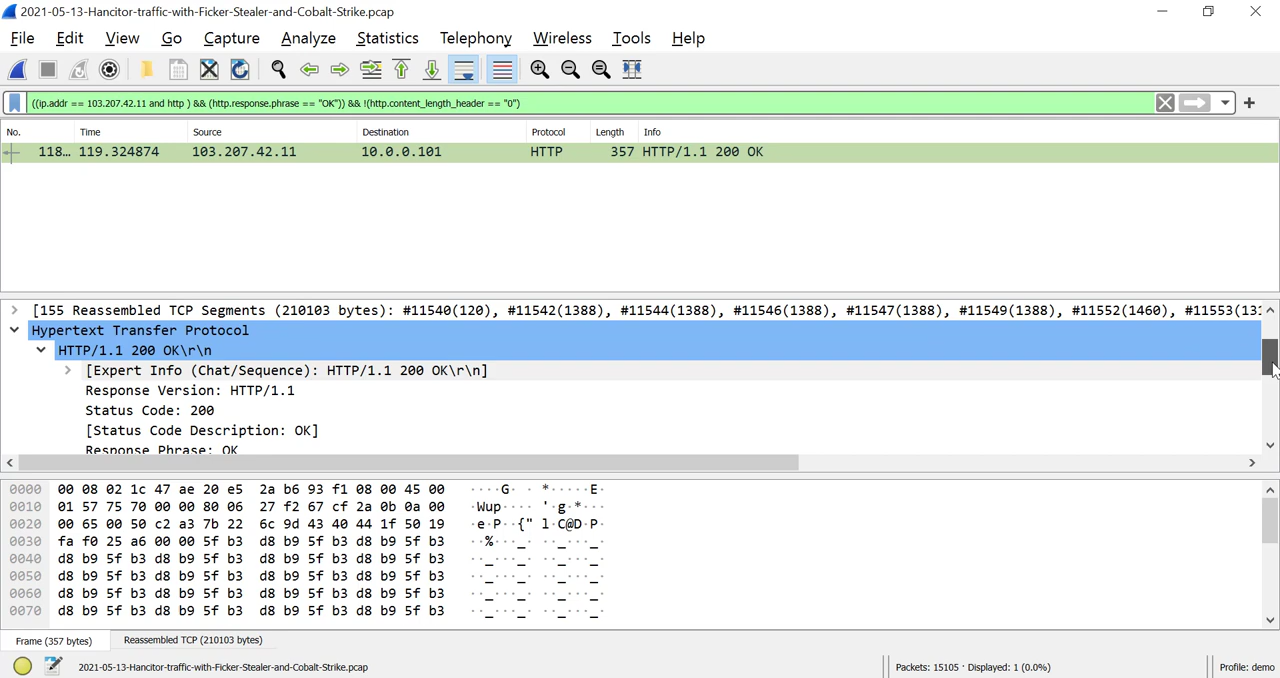 2021-05-13-Hancitor-traffic-with-Ficker-Stealer-and-Cobalt-Strike.pcap
File Edit View Go Capture Analyze Statistics Telephony Wireless Tools Help
((ip.addr == 103.207.42.11 and http ) && (http.response.phrase == "OK")) && !(http.content_length_header == "0")
No. Time Source Destination Protocol Length Info
118… 119.324874 103.207.42.11 10.0.0.101 HTTP 357 HTTP/1.1 200 OK
[155 Reassembled TCP Segments (210103 bytes): #11540(120), #11542(1388), #11544(1388), #11546(1388), #11547(1388), #11549(1388), #11552(1460), #11553(131
Hypertext Transfer Protocol
HTTP/1.1 200 OK\r\n
[Expert Info (Chat/Sequence): HTTP/1.1 200 OK\r\n]
Response Version: HTTP/1.1
Status Code: 200
[Status Code Description: OK]
Response Phrase: OK
0000 00 08 02 1c 47 ae 20 e5 2a b6 93 f1 08 00 45 00 ····G· · *·····E·
0010 01 57 75 70 00 00 80 06 27 f2 67 cf 2a 0b 0a 00 ·Wup···· '·g·*···
0020 00 65 00 50 c2 a3 7b 22 6c 9d 43 40 44 1f 50 19 ·e·P··{" l·C@D·P·
0030 fa f0 25 a6 00 00 5f b3 d8 b9 5f b3 d8 b9 5f b3 ··%···_· ··_···_·
0040 d8 b9 5f b3 d8 b9 5f b3 d8 b9 5f b3 d8 b9 5f b3 ··_···_· ··_···_·
0050 d8 b9 5f b3 d8 b9 5f b3 d8 b9 5f b3 d8 b9 5f b3 ··_···_· ··_···_·
0060 d8 b9 5f b3 d8 b9 5f b3 d8 b9 5f b3 d8 b9 5f b3 ··_···_· ··_···_·
0070 d8 b9 5f b3 d8 b9 5f b3 d8 b9 5f b3 d8 b9 5f b3 ··_···_· ··_···_·
Frame (357 bytes) Reassembled TCP (210103 bytes)
2021-05-13-Hancitor-traffic-with-Ficker-Stealer-and-Cobalt-Strike.pcap Packets: 15105 · Displayed: 1 (0.0%) Profile: demo